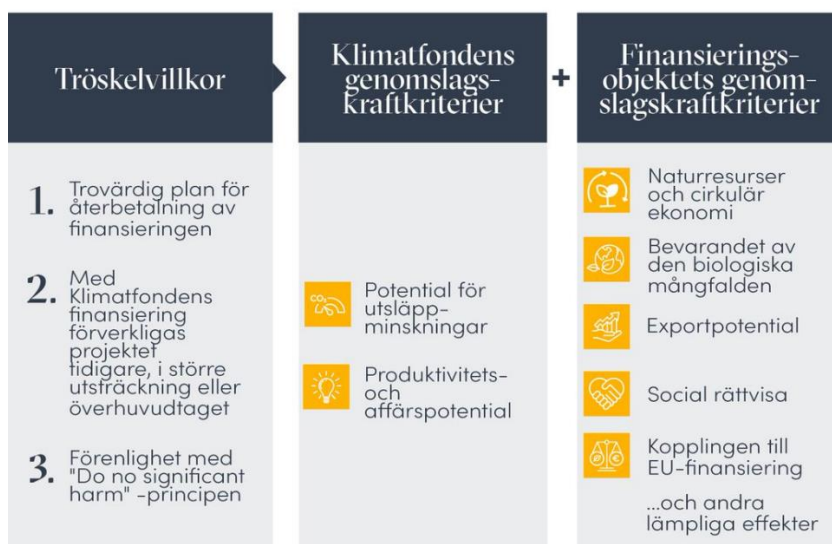 Tröskelvillkor
1. Trovärdig plan för
återbetalning av
finansieringen
2. Med
Klimatfondens
finansiering
förverkligas
projektet
tidigare, i större
utsträckning eller
överhuvudtaget
3. Förenlighet med
"Do no significant
harm" -principen
Klimatfondens
genomslags-
kraftkriterier
CO₂
Potential för
utsläpp-
minskningar
Produktivitets-
och
affärspotential
+
Finansierings-
objektets genom-
slagskraftkriterier
Naturresurser
och cirkulär
ekonomi
Bevarandet av
den biologiska
mångfalden
Exportpotential
Social rättvisa
€
Kopplingen till
EU-finansiering
...och andra
lämpliga effekter